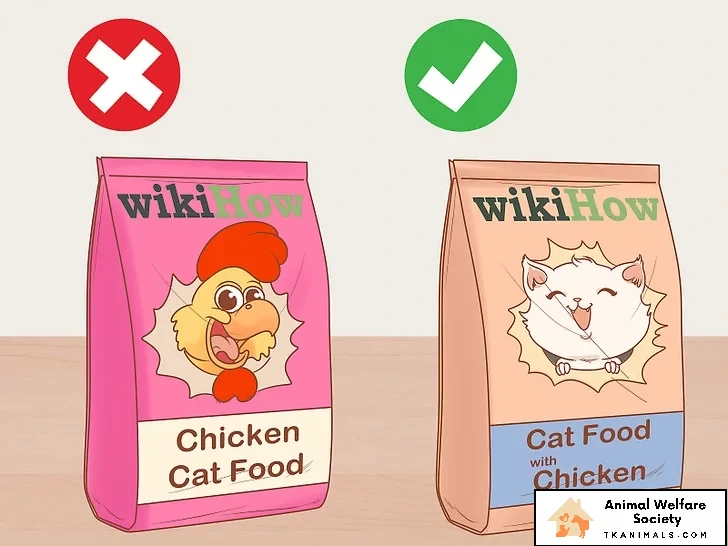 wikiHow
Chicken
Cat Food
wikiHow
Cat Food
with
Chicken
Animal Welfare
Society
TKANIMALS.COM